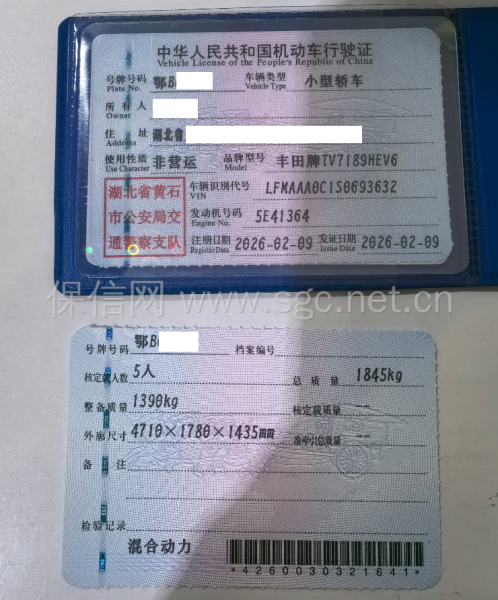 中华人民共和国机动车行驶证
Vehicle License of the People's Republic of China
号牌号码 鄂B 车辆类型 小型轿车
Plate No. Vehicle Type
所有人
Owner
住址 湖北省
Address
使用性质 非营运 品牌型号 丰田牌TV7189HEV6
Use Character Model
湖北省黄石
市公安局交
通警察支队
车辆识别代号 LFMAAA0C1S0693632
VIN
发动机号码 5E41364
Engine No.
注册日期 2026-02-09 发证日期 2026-02-09
Register Date Issue Date
保信网 www.sgc.net.cn
号牌号码 鄂B 档案编号
核定载人数 5人 总质量 1845kg
整备质量 1390kg 核定载质量 --
外廓尺寸 4710×1780×1435mm 准牵引总质量 --
备注
检验记录
混合动力
*4260030321641*